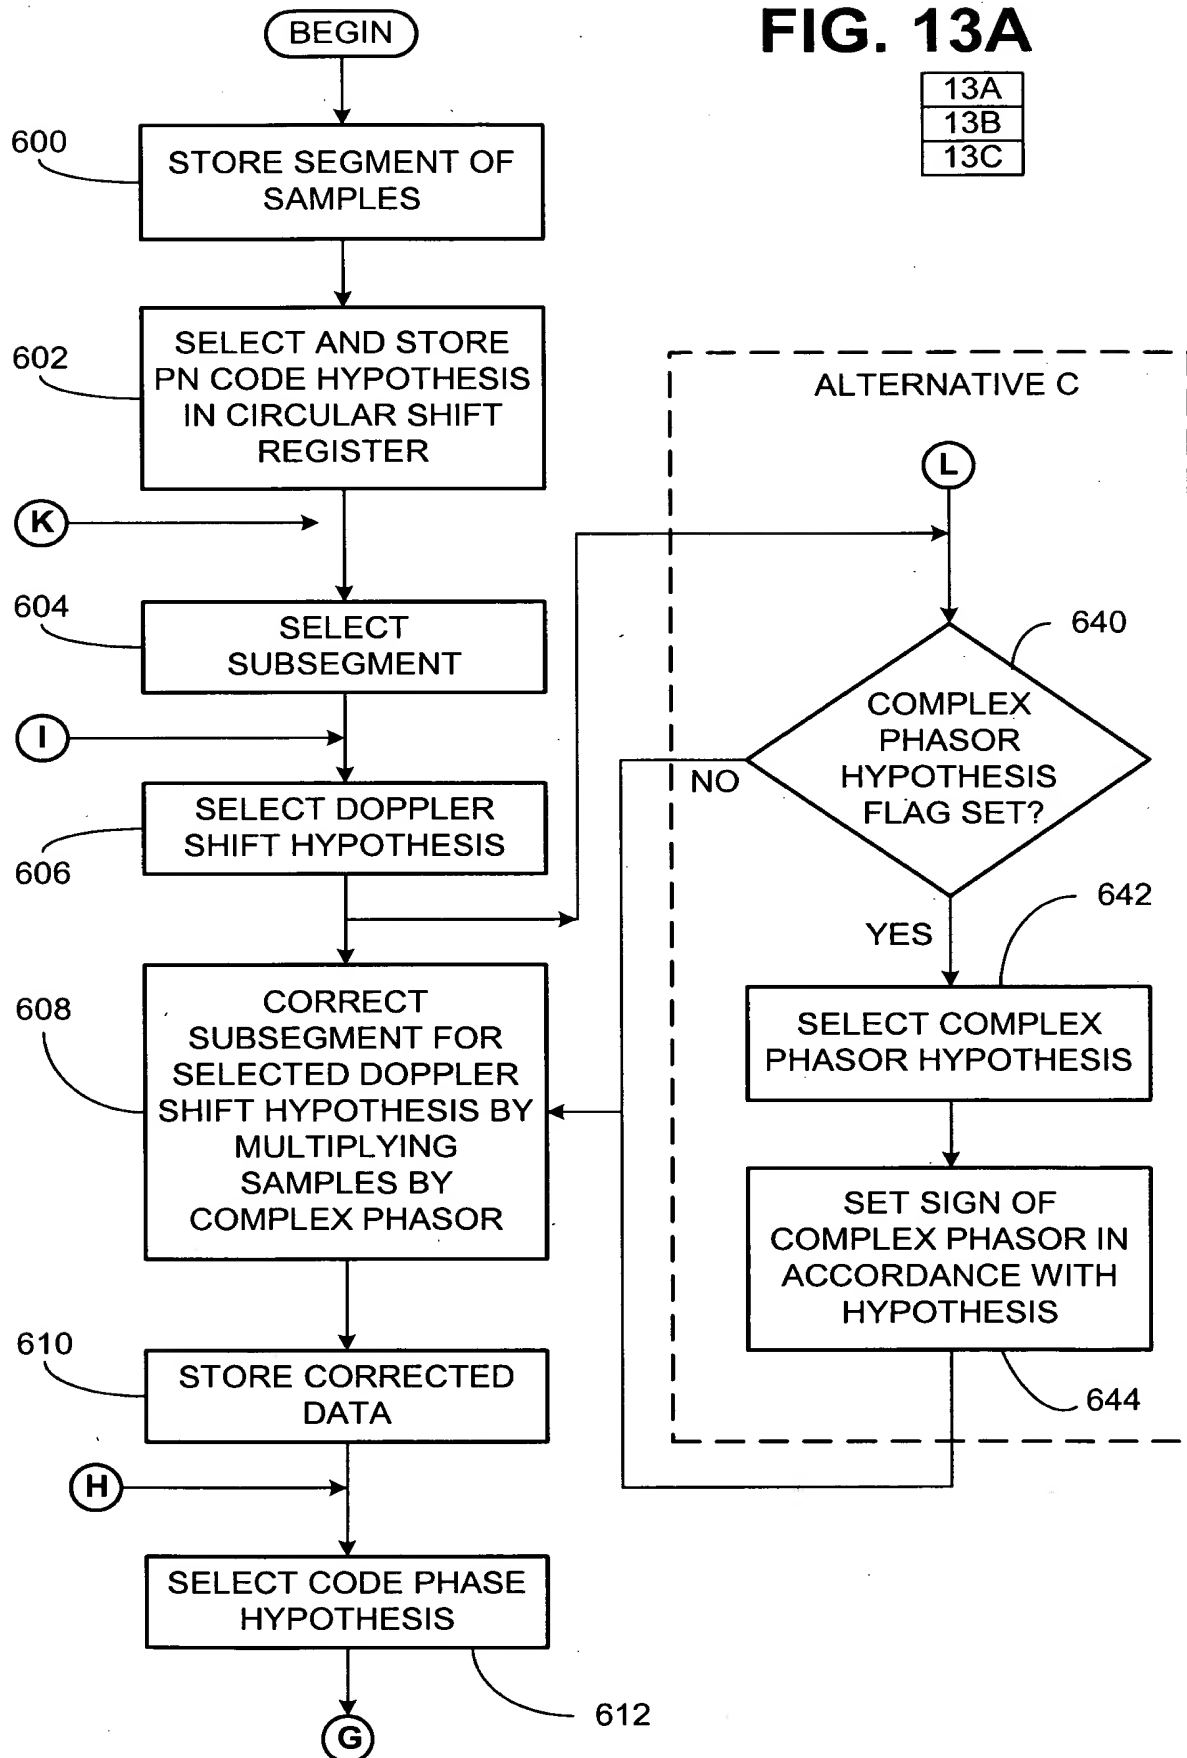 BEGIN
FIG. 13A
13A
13B
13C
600
STORE SEGMENT OF
SAMPLES
602
SELECT AND STORE
PN CODE HYPOTHESIS
IN CIRCULAR SHIFT
REGISTER
K
604
SELECT
SUBSEGMENT
I
SELECT DOPPLER
SHIFT HYPOTHESIS
606
608
CORRECT
SUBSEGMENT FOR
SELECTED DOPPLER
SHIFT HYPOTHESIS BY
MULTIPLYING
SAMPLES BY
COMPLEX PHASOR
610
STORE CORRECTED
DATA
H
SELECT CODE PHASE
HYPOTHESIS
612
G
ALTERNATIVE C
L
640
COMPLEX
PHASOR
HYPOTHESIS
FLAG SET?
NO
YES
642
SELECT COMPLEX
PHASOR HYPOTHESIS
SET SIGN OF
COMPLEX PHASOR IN
ACCORDANCE WITH
HYPOTHESIS
644